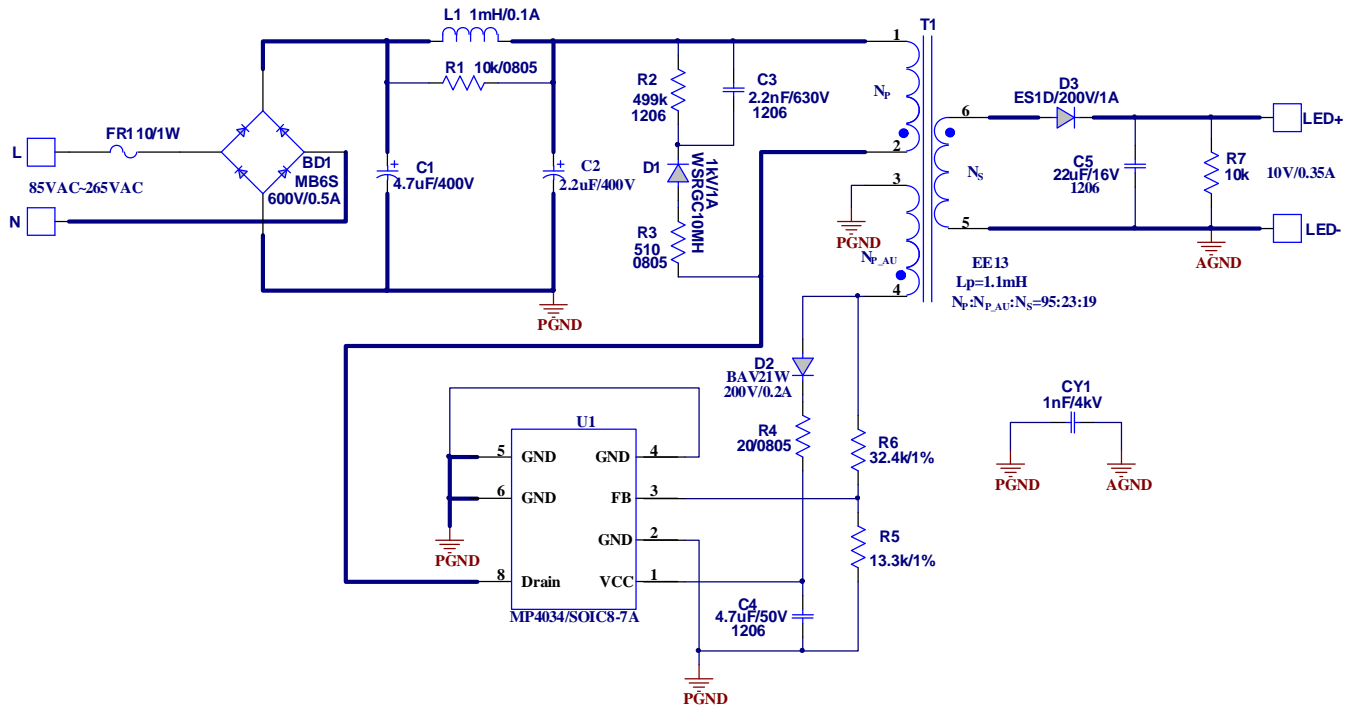 L1 1mH/0.1A
R1 10k/0805
FR110/1W
L
85VAC~265VAC
N
BD1
MB6S
600V/0.5A
C1
4.7uF/400V
C2
2.2uF/400V
PGND
R2
499k
1206
C3
2.2nF/630V
1206
D1
1kV/1A
WSRGC10MH
R3
510
0805
T1
1
NP
2
3
PGND
NP_AU
4
6
NS
5
EE13
Lp=1.1mH
NP:NP_AU:NS=95:23:19
D3
ES1D/200V/1A
C5
22uF/16V
1206
R7
10k
LED+
10V/0.35A
LED-
AGND
D2
BAV21W
200V/0.2A
R4
20/0805
R6
32.4k/1%
R5
13.3k/1%
CY1
1nF/4kV
PGND
AGND
U1
5
GND
GND
4
6
GND
FB
3
GND
2
PGND
8
Drain
VCC
1
MP4034/SOIC8-7A
C4
4.7uF/50V
1206
PGND